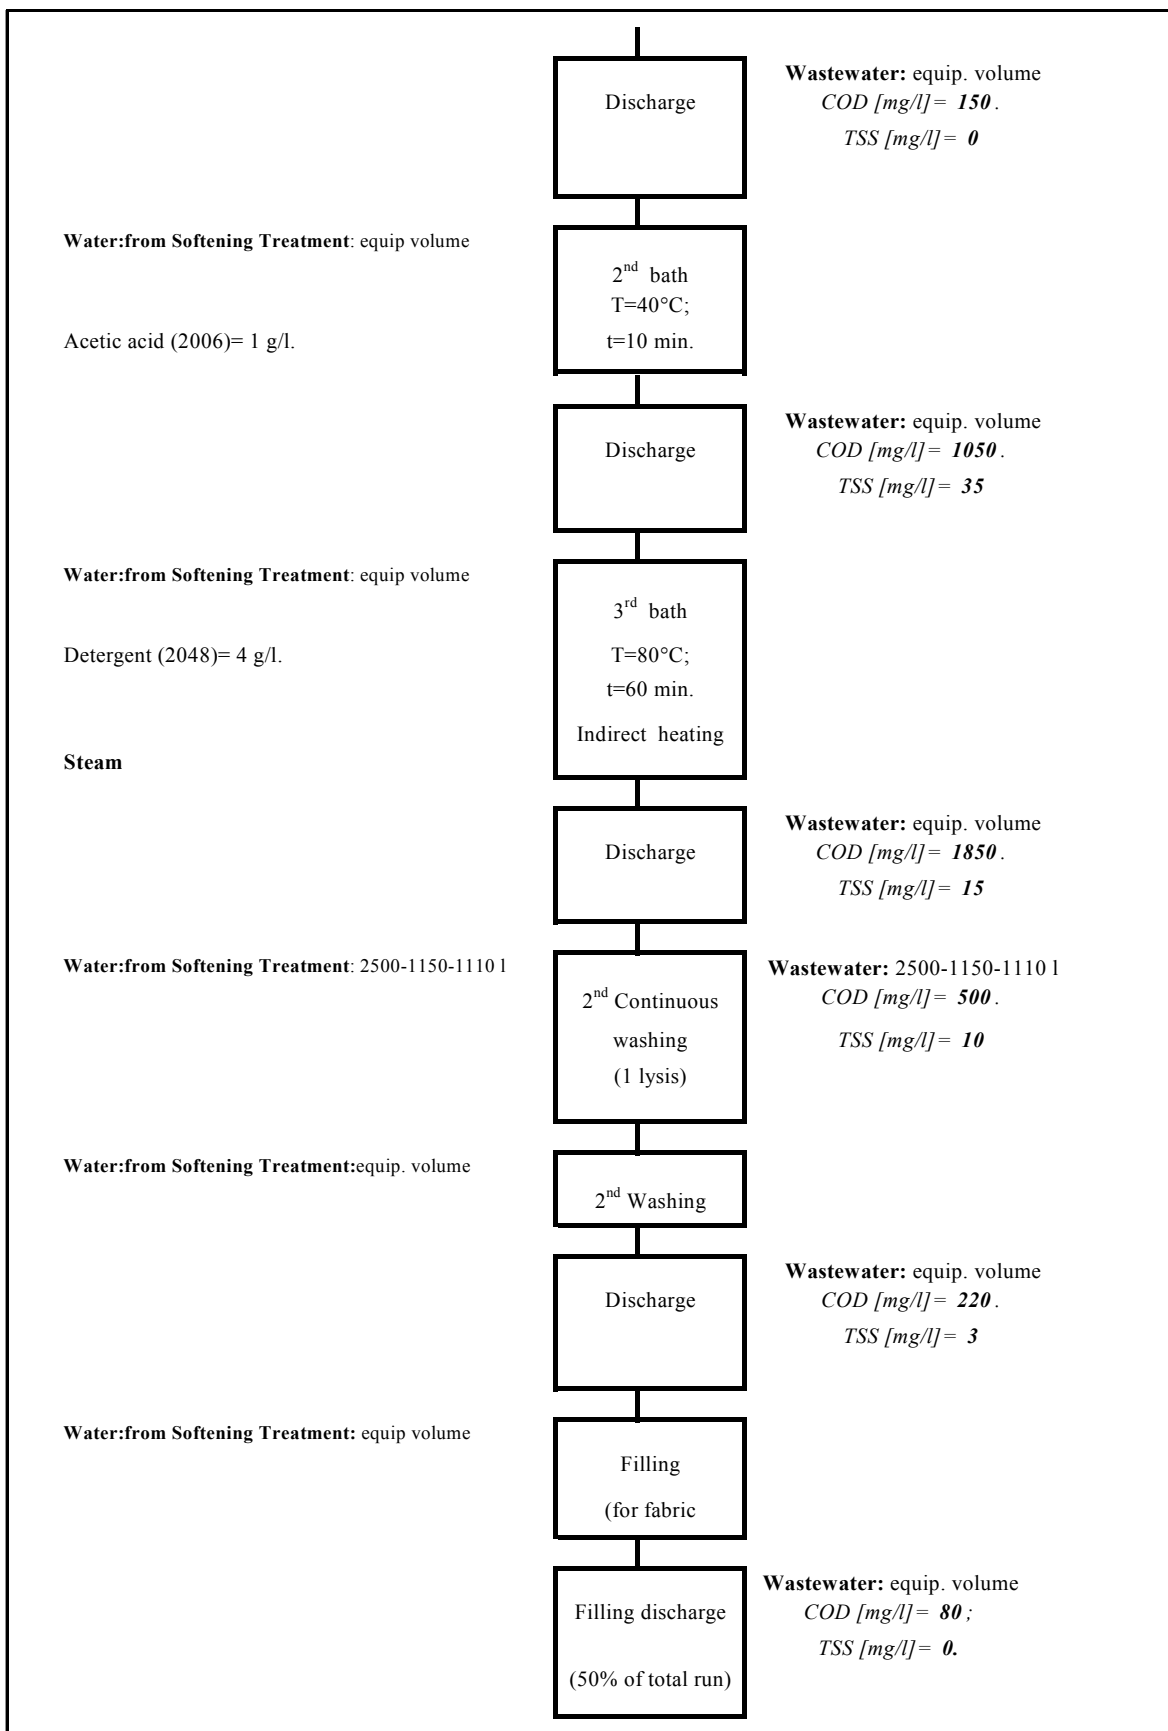 Discharge
Wastewater: equip. volume
COD [mg/l]= 150.
TSS [mg/l]= 0
Water:from Softening Treatment: equip volume
Acetic acid (2006)= 1 g/l.
2nd bath
T=40°C;
t=10 min.
Discharge
Wastewater: equip. volume
COD [mg/l]= 1050.
TSS [mg/l]= 35
Water:from Softening Treatment: equip volume
Detergent (2048)= 4 g/l.
Steam
3rd bath
T=80°C;
t=60 min.
Indirect heating
Discharge
Wastewater: equip. volume
COD [mg/l]= 1850.
TSS [mg/l]= 15
Water:from Softening Treatment: 2500-1150-1110 l
2nd Continuous
washing
(1 lysis)
Wastewater: 2500-1150-1110 l
COD [mg/l]= 500.
TSS [mg/l]= 10
Water:from Softening Treatment:equip. volume
2nd Washing
Discharge
Wastewater: equip. volume
COD [mg/l]= 220.
TSS [mg/l]= 3
Water:from Softening Treatment: equip volume
Filling
(for fabric
Filling discharge
(50% of total run)
Wastewater: equip. volume
COD [mg/l]= 80;
TSS [mg/l]= 0.